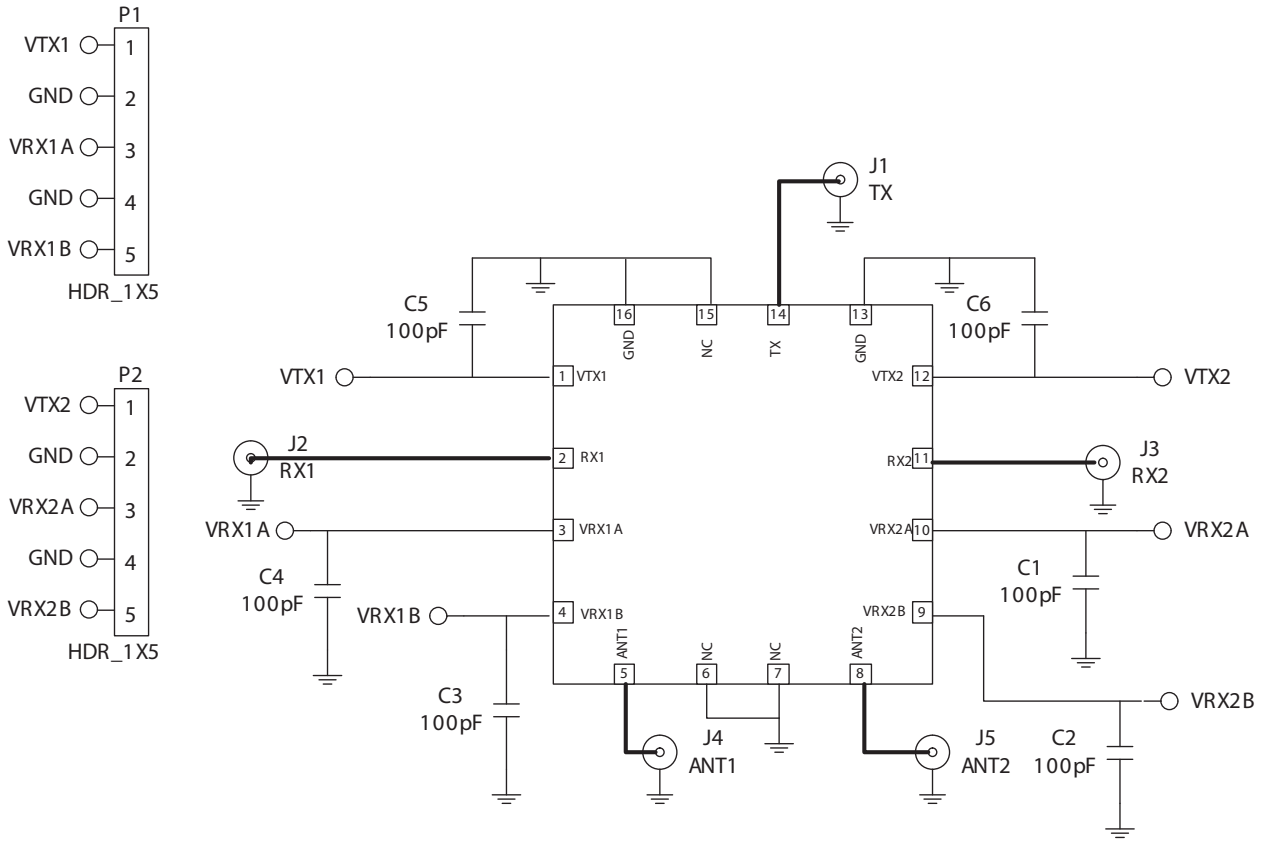 P1
VTX1 1
GND 2
VRX1A 3
GND 4
VRX1B 5
HDR_1X5
P2
VTX2 1
GND 2
VRX2A 3
GND 4
VRX2B 5
HDR_1X5
J1
TX
C5
100pF
C6
100pF
16 15 14 13
GND NC TX GND
VTX1 1 VTX1
VTX2 12 VTX2
J2
RX1
2 RX1
RX2 11
J3
RX2
VRX1A 3 VRX1A
VRX2A 10 VRX2A
C4
100pF
C1
100pF
VRX1B 4 VRX1B
VRX2B 9
VRX2B
ANT1 NC NC ANT2
5 6 7 8
C3
100pF
J4
ANT1
J5
ANT2
C2
100pF